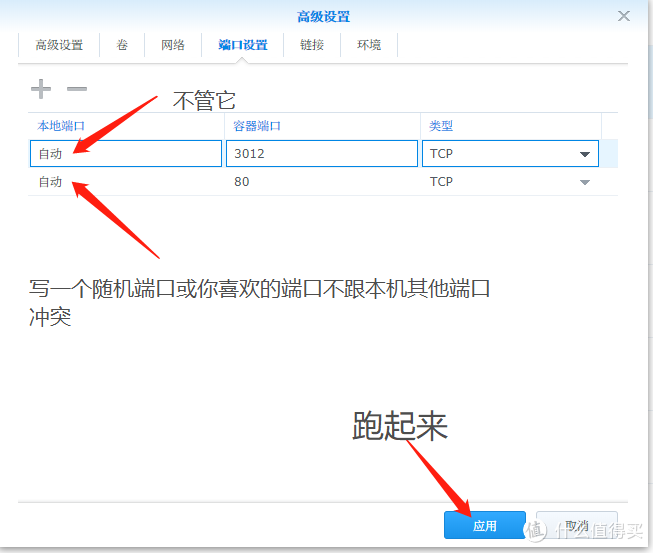 高级设置
高级设置 卷 网络 端口设置 链接 环境
不管它
本地端口 容器端口 类型
自动 3012 TCP
自动 80 TCP
写一个随机端口或你喜欢的端口不跟本机其他端口
冲突
跑起来
应用 取消
值 什么值得买